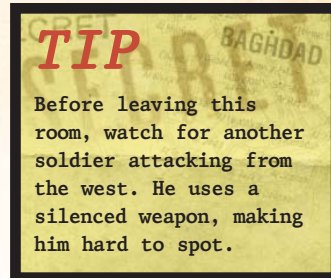 SECRET
BAGHDAD
TIP
Before leaving this
room, watch for another
soldier attacking from
the west. He uses a
silenced weapon, making
him hard to spot.